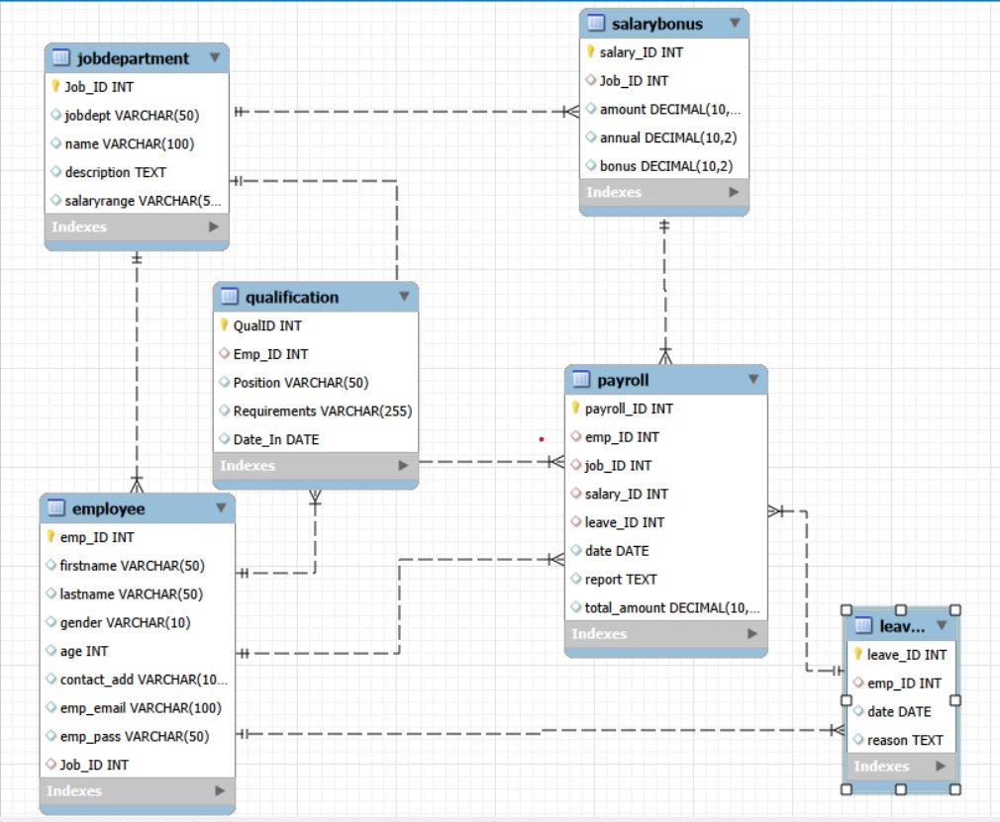 jobdepartment
Job_ID INT
jobdept VARCHAR(50)
name VARCHAR(100)
description TEXT
salaryrange VARCHAR(5...
Indexes
salarybonus
salary_ID INT
Job_ID INT
amount DECIMAL(10,...
annual DECIMAL(10,2)
bonus DECIMAL(10,2)
Indexes
qualification
QualID INT
Emp_ID INT
Position VARCHAR(50)
Requirements VARCHAR(255)
Date_In DATE
Indexes
payroll
payroll_ID INT
emp_ID INT
job_ID INT
salary_ID INT
leave_ID INT
date DATE
report TEXT
total_amount DECIMAL(10,...
Indexes
employee
emp_ID INT
firstname VARCHAR(50)
lastname VARCHAR(50)
gender VARCHAR(10)
age INT
contact_add VARCHAR(10...
emp_email VARCHAR(100)
emp_pass VARCHAR(50)
Job_ID INT
Indexes
leav...
leave_ID INT
emp_ID INT
date DATE
reason TEXT
Indexes